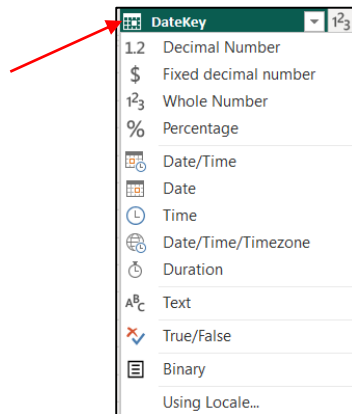 DateKey 1²3
1.2 Decimal Number
$ Fixed decimal number
1²3 Whole Number
% Percentage
Date/Time
Date
Time
Date/Time/Timezone
Duration
ABC Text
True/False
Binary
Using Locale...